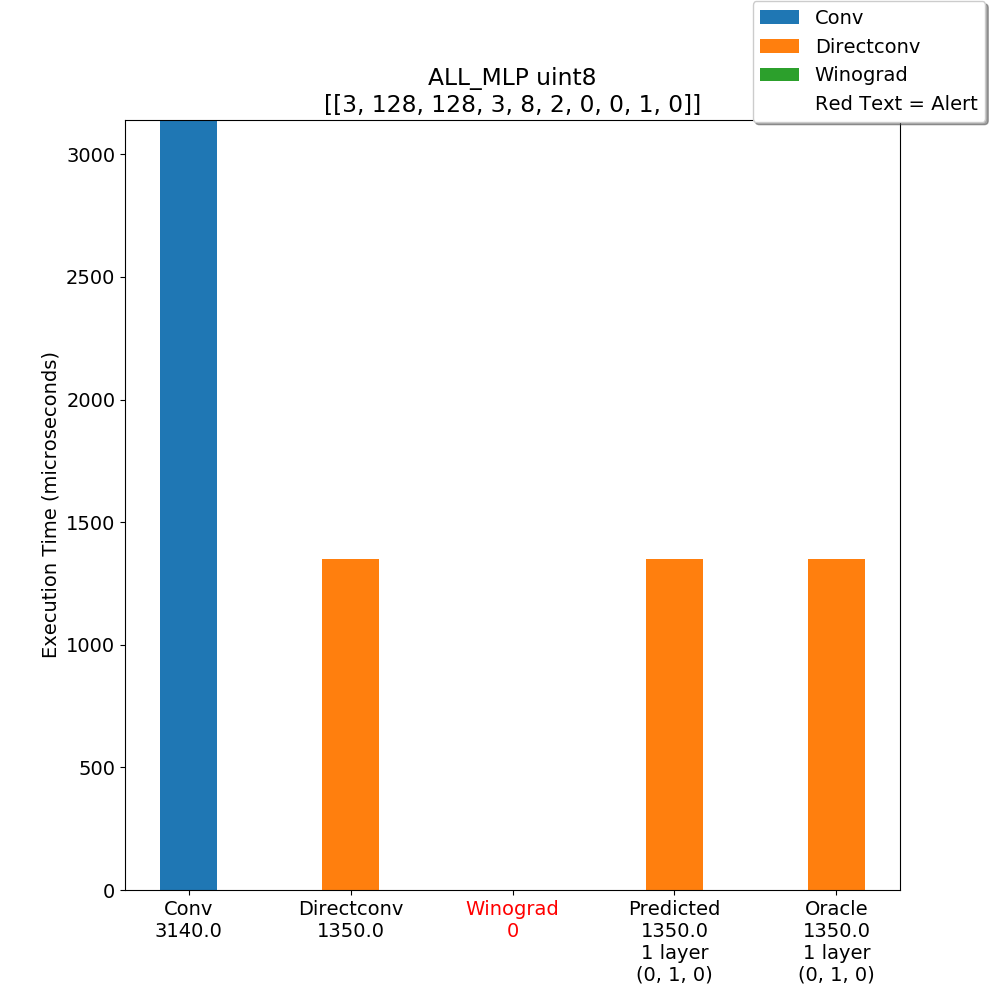 Conv
Directconv
Winograd
Red Text = Alert
ALL_MLP uint8
[[3, 128, 128, 3, 8, 2, 0, 0, 1, 0]]
Execution Time (microseconds)
3000
2500
2000
1500
1000
500
0
Conv
3140.0
Directconv
1350.0
Winograd
0
Predicted
1350.0
1 layer
(0, 1, 0)
Oracle
1350.0
1 layer
(0, 1, 0)